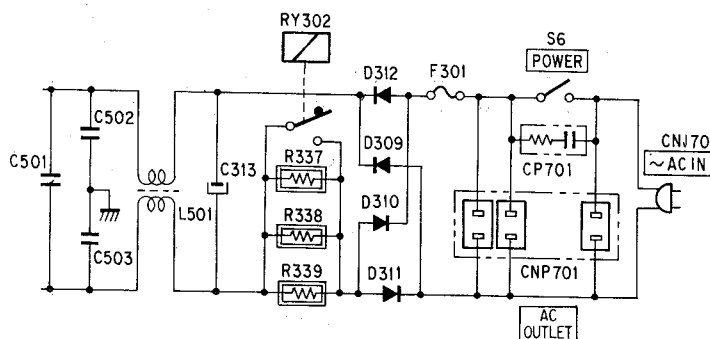 RY302
S6
POWER
D312
F301
C502
D309
CNJ70
~ AC IN
C501
R337
CP701
C313
D310
L501
R338
C503
R339
D311
CNP701
AC
OUTLET